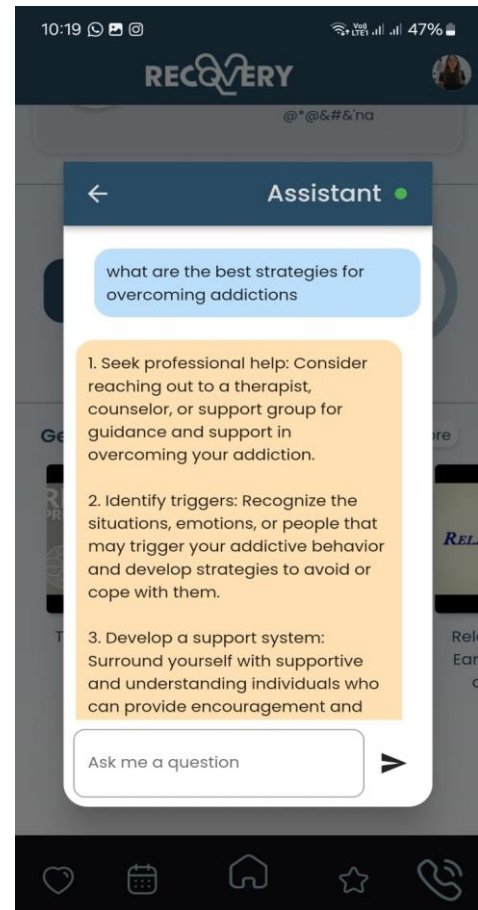 10:19
Vo)) LTE1
47%
RECOVERY
@*@&#&'na
Assistant
what are the best strategies for
overcoming addictions
1. Seek professional help: Consider
reaching out to a therapist,
counselor, or support group for
guidance and support in
overcoming your addiction.
2. Identify triggers: Recognize the
situations, emotions, or people that
may trigger your addictive behavior
and develop strategies to avoid or
cope with them.
3. Develop a support system:
Surround yourself with supportive
and understanding individuals who
can provide encouragement and
Ask me a question